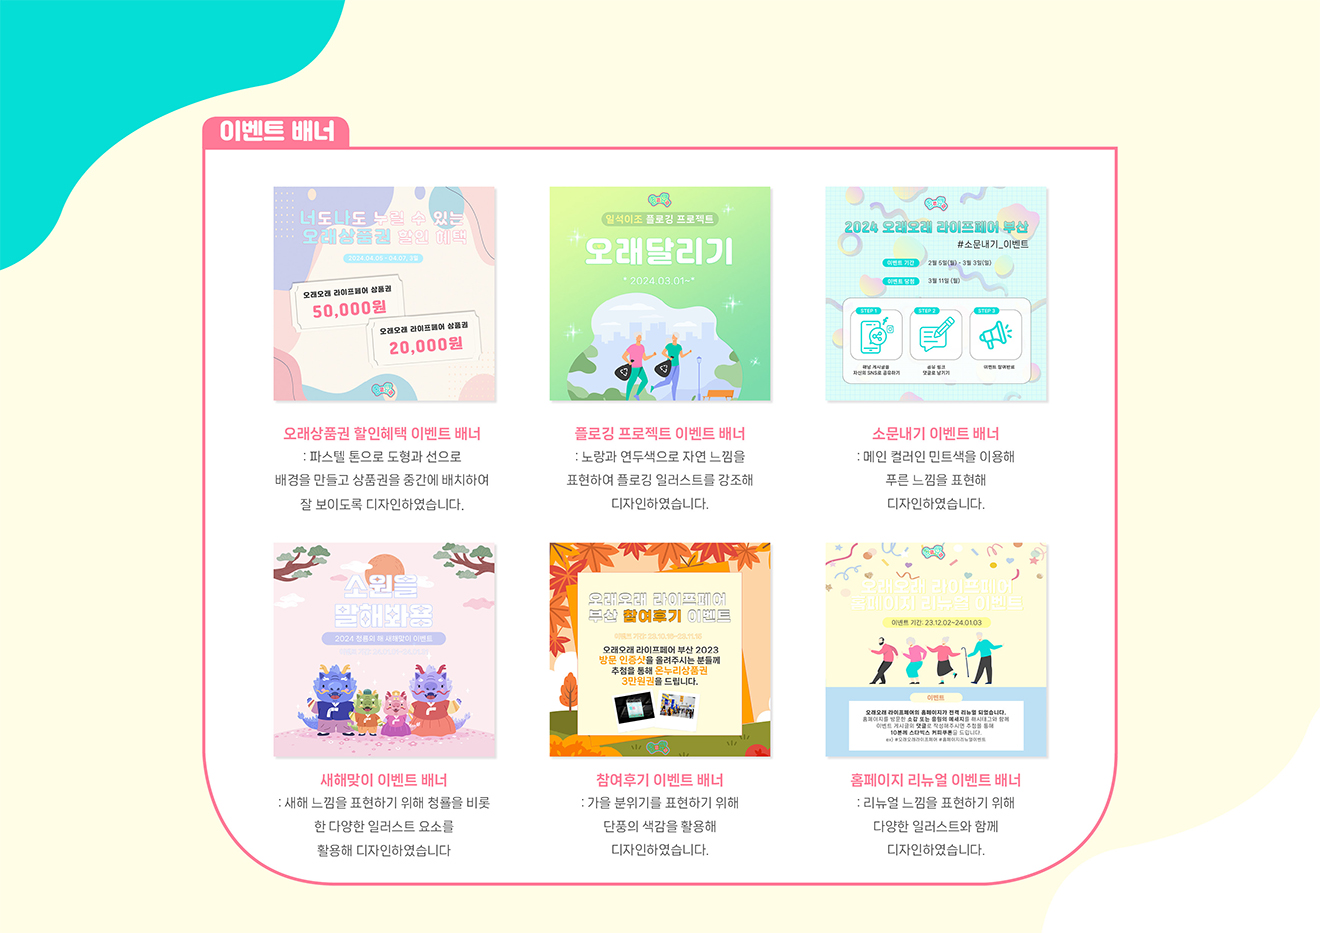 이벤트 배너
너도나도 누릴 수 있는
오래상품권 할인 혜택
오래오래 라이프페어 상품권
50,000원
오래오래 라이프페어 상품권
20,000원
일석이조 플로깅 프로젝트
오래달리기
" 2024.03.01~"
2024 오래오래 라이프페어 부산
#소문내기_이벤트
이벤트 기간 2월 5일(월) - 3월 3일(일)
이벤트 당첨 3월 11일 (월)
STEP 1 STEP 2 STEP 3
해당 게시글을
자신의 SNS로 공유하기
공유 링크
댓글로 남기기
이벤트 참여완료
오래상품권 할인혜택 이벤트 배너
: 파스텔 톤으로 도형과 선으로
배경을 만들고 상품권을 중간에 배치하여
잘 보이도록 디자인하였습니다.
플로깅 프로젝트 이벤트 배너
: 노랑과 연두색으로 자연 느낌을
표현하여 플로깅 일러스트를 강조해
디자인하였습니다.
소문내기 이벤트 배너
: 메인 컬러인 민트색을 이용해
푸른 느낌을 표현해
디자인하였습니다.
소원을
말해봐용
2024 청룡의 해 새해맞이 이벤트
오래오래 라이프페어
부산 참여후기 이벤트
오래오래 라이프페어 부산 2023
방문 인증샷을 올려주시는 분들께
추첨을 통해 온누리상품권
3만원권을 드립니다.
오래오래 라이프페어
홈페이지 리뉴얼 이벤트
이벤트 기간: 23.12.02~24.01.03
이벤트
오래오래 라이프페어의 홈페이지가 전격 리뉴얼 되었습니다.
홈페이지를 방문한 소감 또는 응원의 메세지를 해시태그와 함께
이벤트 게시글의 댓글로 작성해주시면 추첨을 통해
10분께 스타벅스 커피쿠폰을 드립니다.
ex) #오래오래라이프페어 #홈페이지리뉴얼이벤트
새해맞이 이벤트 배너
: 새해 느낌을 표현하기 위해 청률을 비롯
한 다양한 일러스트 요소를
활용해 디자인하였습니다
참여후기 이벤트 배너
: 가을 분위기를 표현하기 위해
단풍의 색감을 활용해
디자인하였습니다.
홈페이지 리뉴얼 이벤트 배너
: 리뉴얼 느낌을 표현하기 위해
다양한 일러스트와 함께
디자인하였습니다.